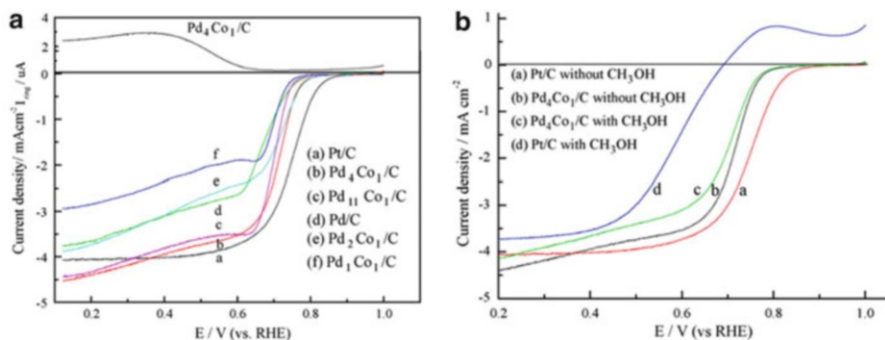 a
Pd4Co1/C
Current density/ mAcm-2 Iring/ uA
4
2
0
-1
-2
-3
-4
-5
f
e
d
c
b
a
(a) Pt/C
(b) Pd4Co1/C
(c) Pd11Co1/C
(d) Pd/C
(e) Pd2Co1/C
(f) Pd1Co1/C
0.2 0.4 0.6 0.8 1.0
E / V (vs. RHE)
b
Current density / mA cm-2
1
0
-1
-2
-3
-4
-5
(a) Pt/C without CH3OH
(b) Pd4Co1/C without CH3OH
(c) Pd4Co1/C with CH3OH
(d) Pt/C with CH3OH
d c b a
0.2 0.4 0.6 0.8 1.0
E / V (vs RHE)